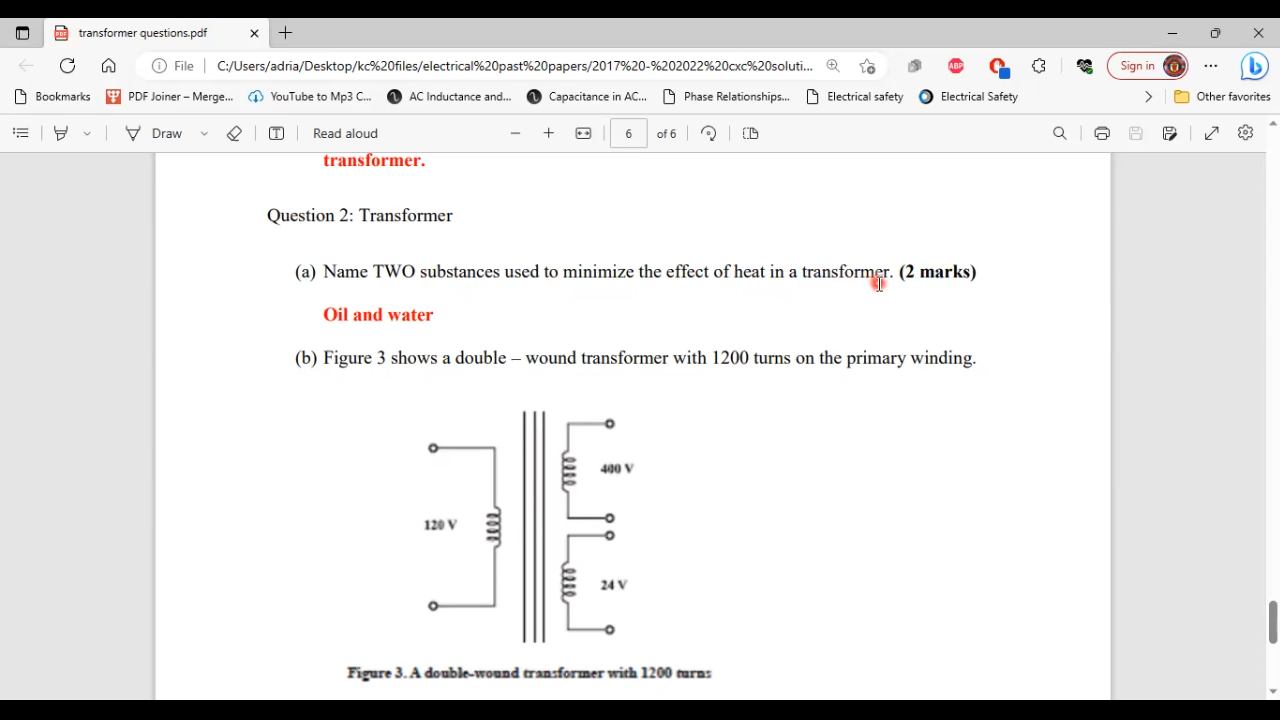 transformer questions.pdf
File
C:/Users/adria/Desktop/kc%20files/electrical%20past%20papers/2017%20-%202022%20cxc%20soluti...
ABP
Sign in
Bookmarks
PDF Joiner – Merge...
YouTube to Mp3 C...
AC Inductance and...
Capacitance in AC...
Phase Relationships...
Electrical safety
Electrical Safety
Other favorites
Draw
Read aloud
6 of 6
transformer.
Question 2: Transformer
(a) Name TWO substances used to minimize the effect of heat in a transformer. (2 marks)
Oil and water
(b) Figure 3 shows a double – wound transformer with 1200 turns on the primary winding.
400 V
120 V
24 V
Figure 3. A double-wound transformer with 1200 turns